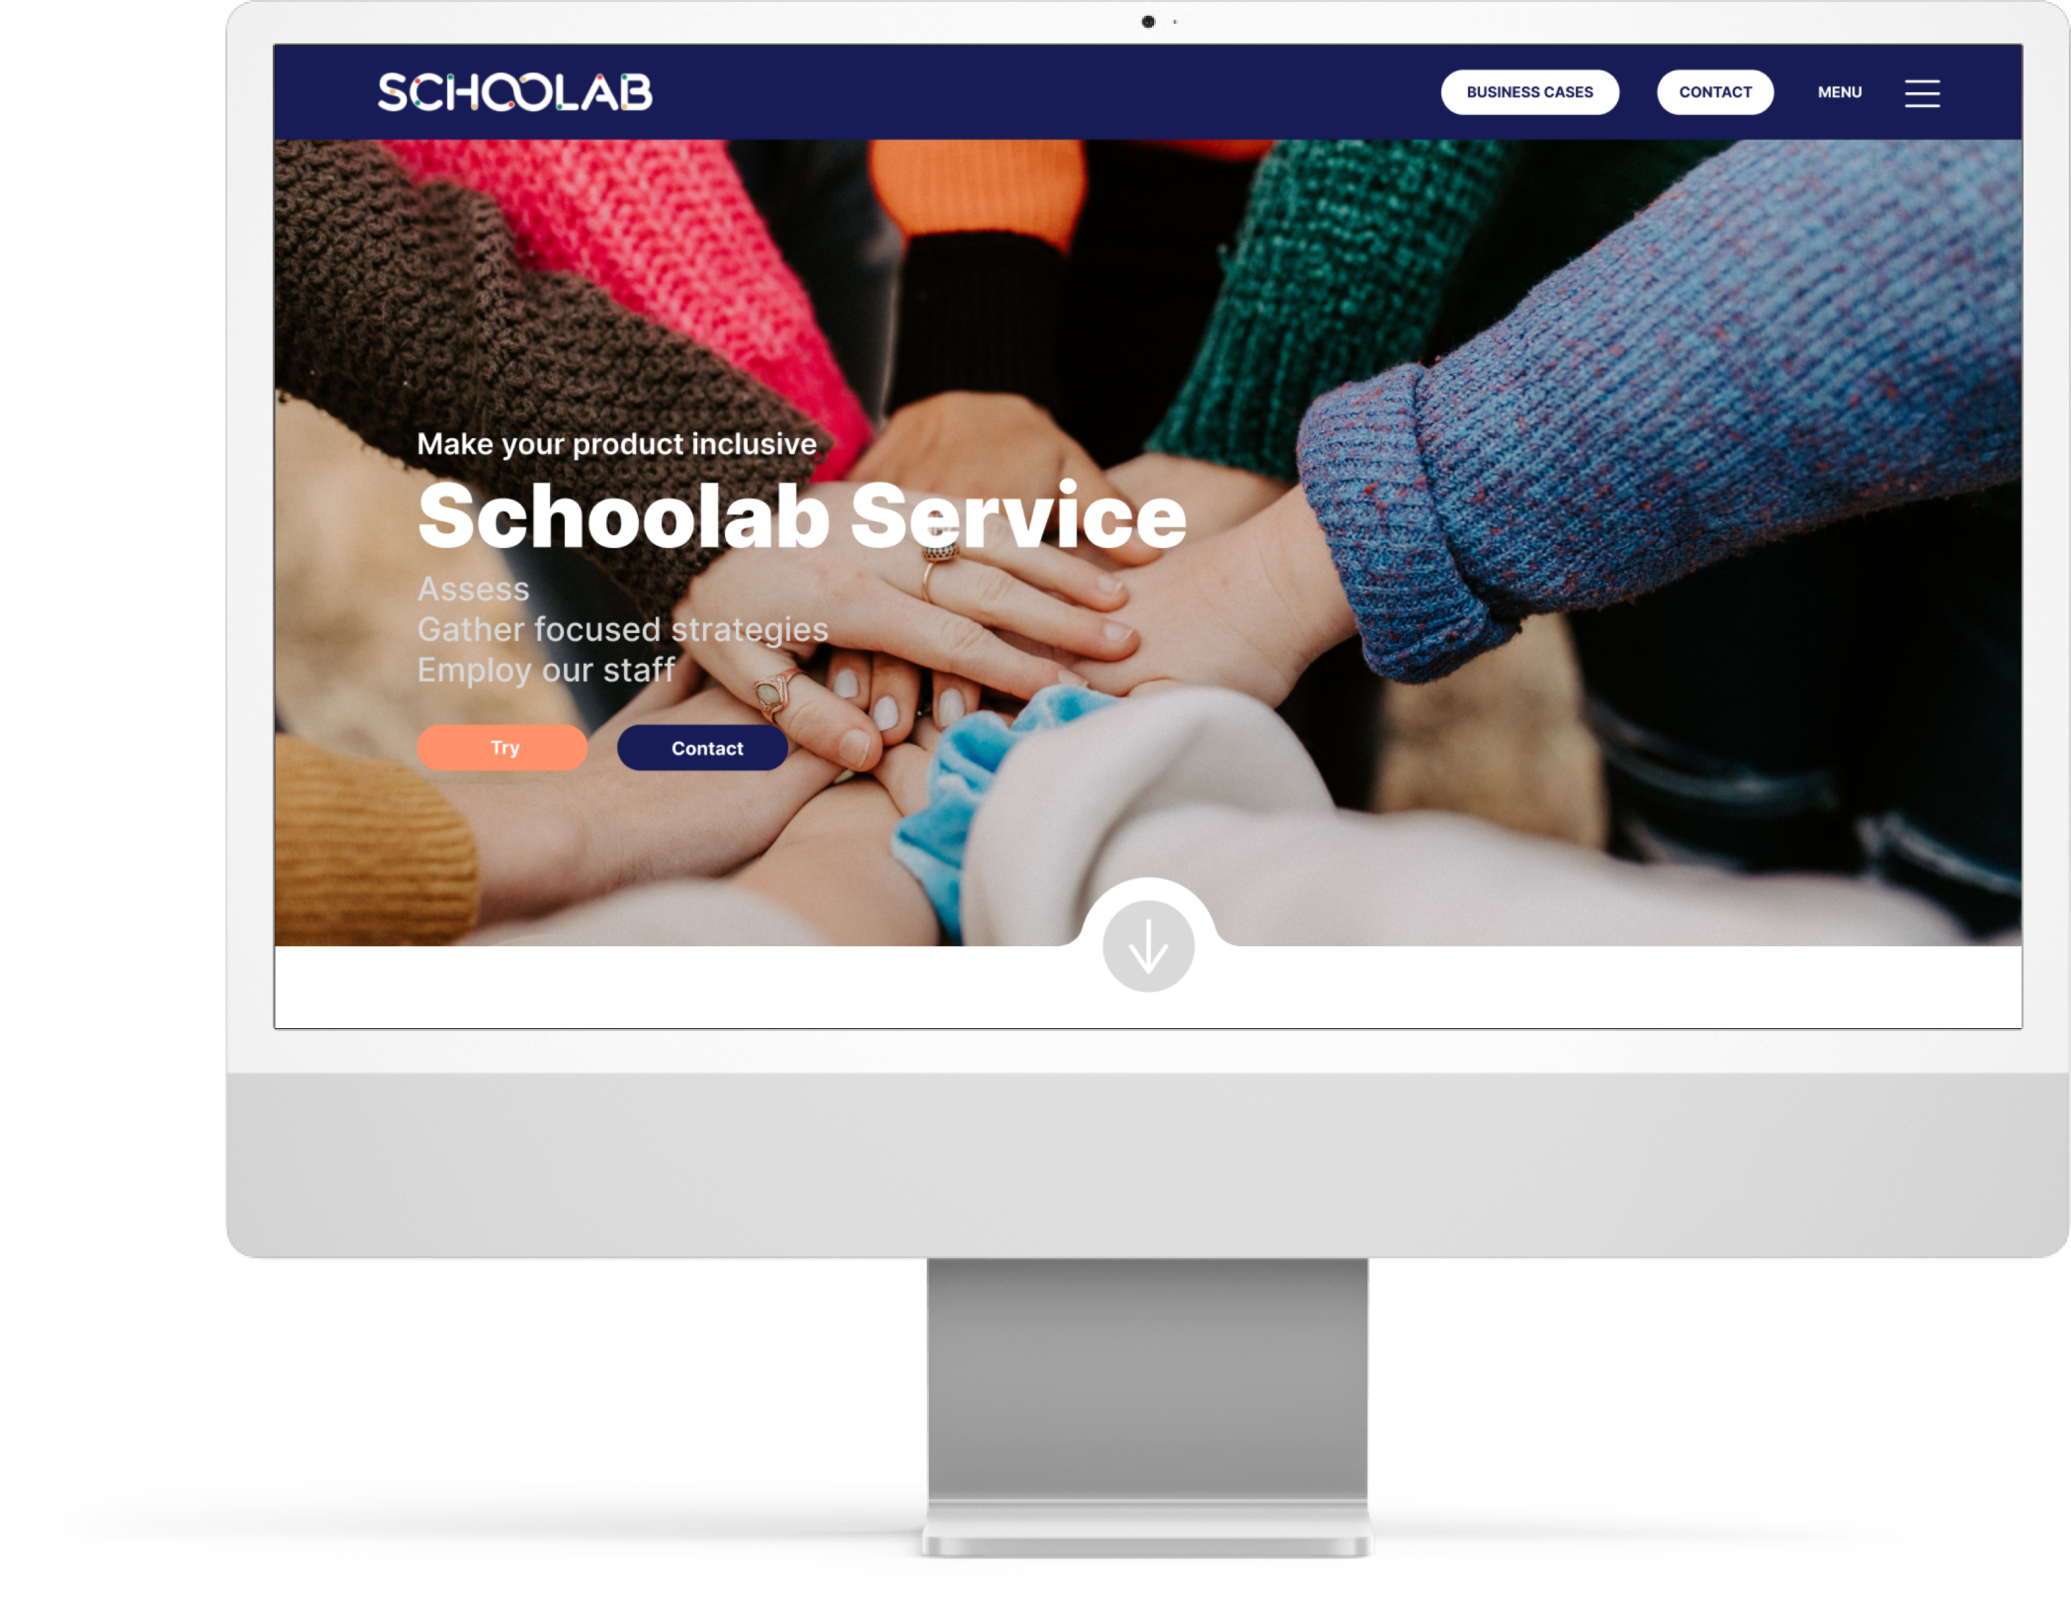 SCHOOLAB
BUSINESS CASES
CONTACT
MENU
Make your product inclusive
Schoolab Service
Assess
Gather focused strategies
Employ our staff
Try
Contact